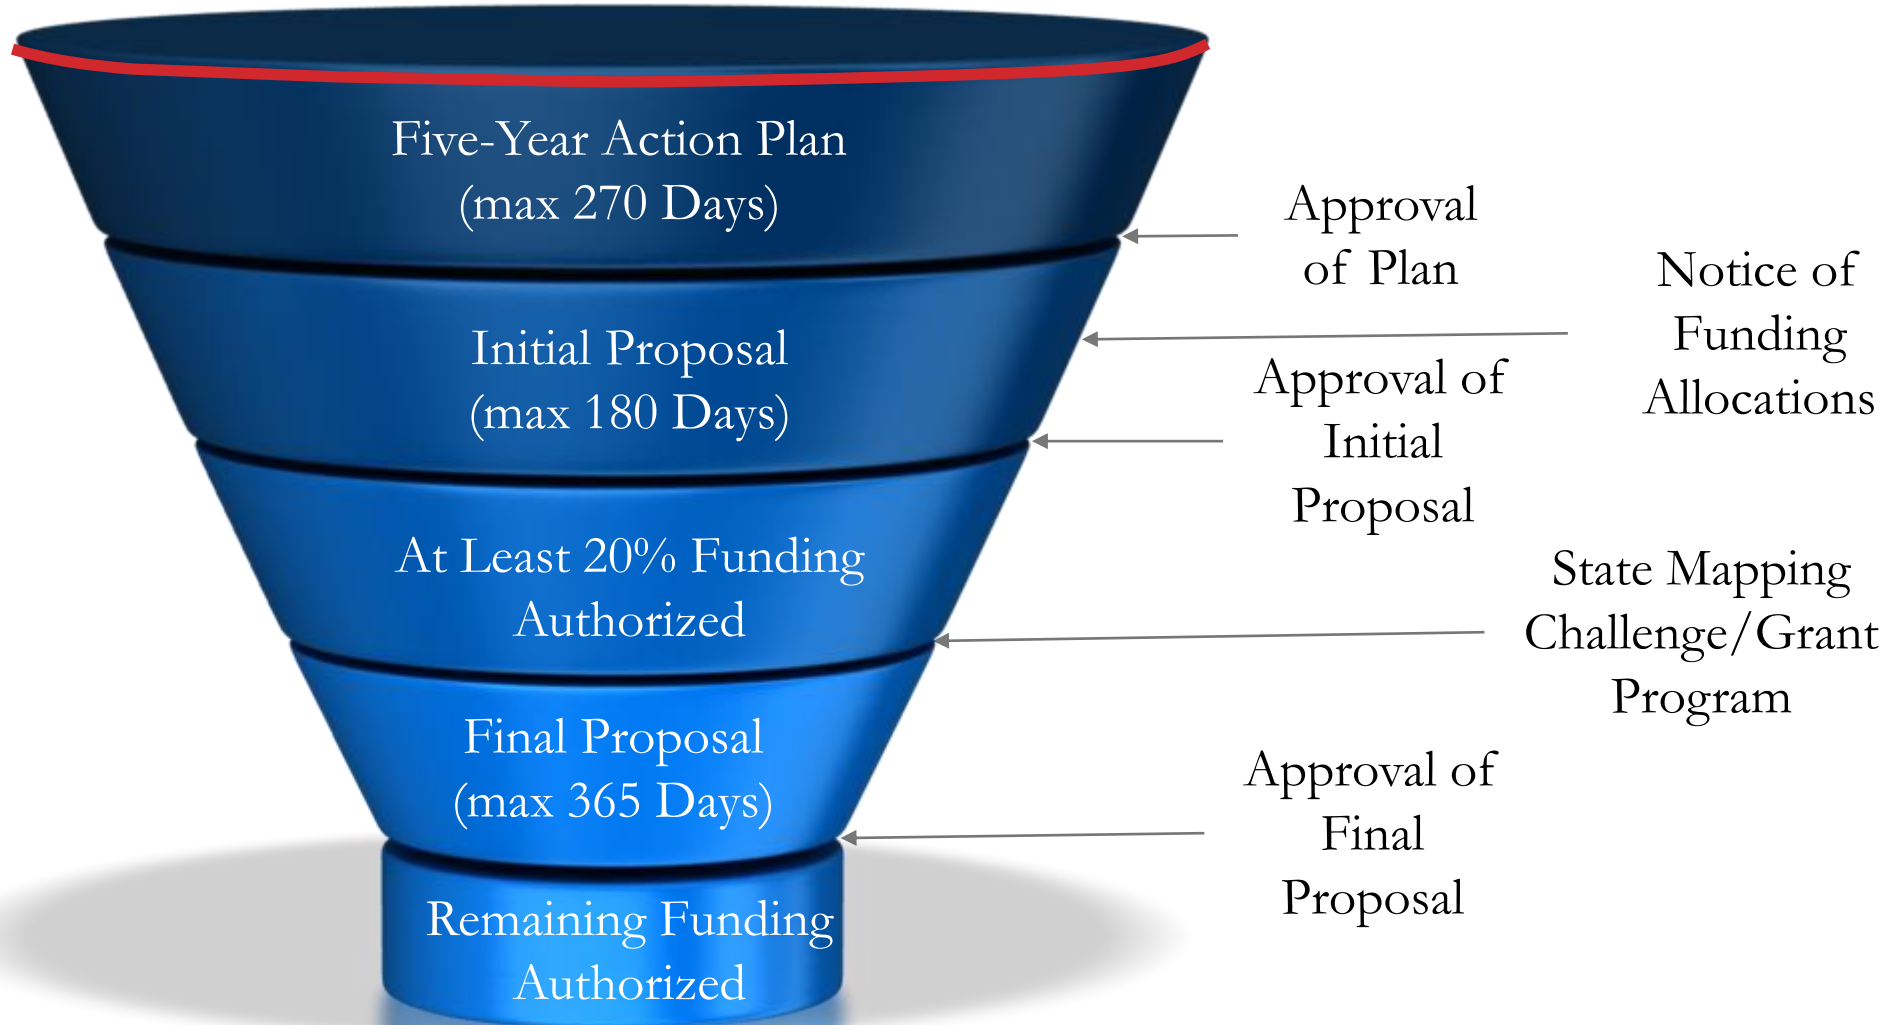 Five-Year Action Plan
(max 270 Days)
Approval
of Plan
Notice of
Funding
Allocations
Initial Proposal
(max 180 Days)
Approval of
Initial
Proposal
At Least 20% Funding
Authorized
State Mapping
Challenge/Grant
Program
Final Proposal
(max 365 Days)
Approval of
Final
Proposal
Remaining Funding
Authorized